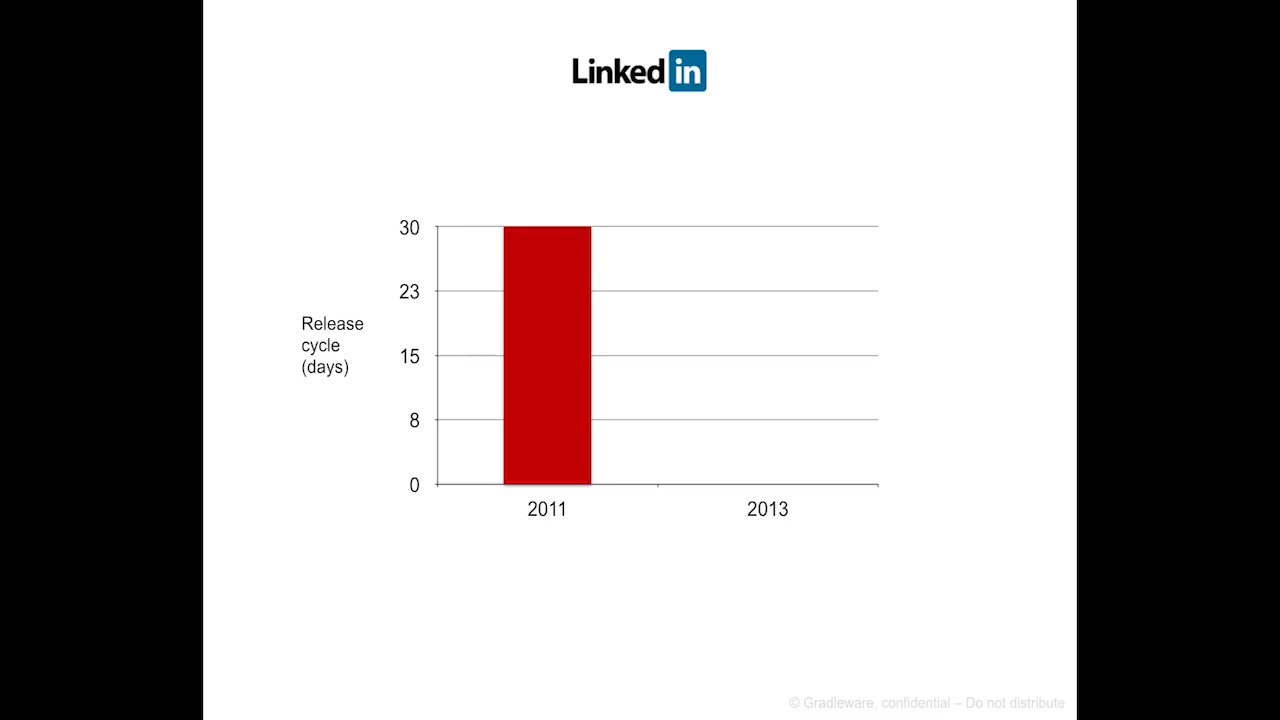 Linkedin
30
23
Release
cycle
(days)
15
8
0
2011 2013
© Gradleware, confidential – Do not distribute